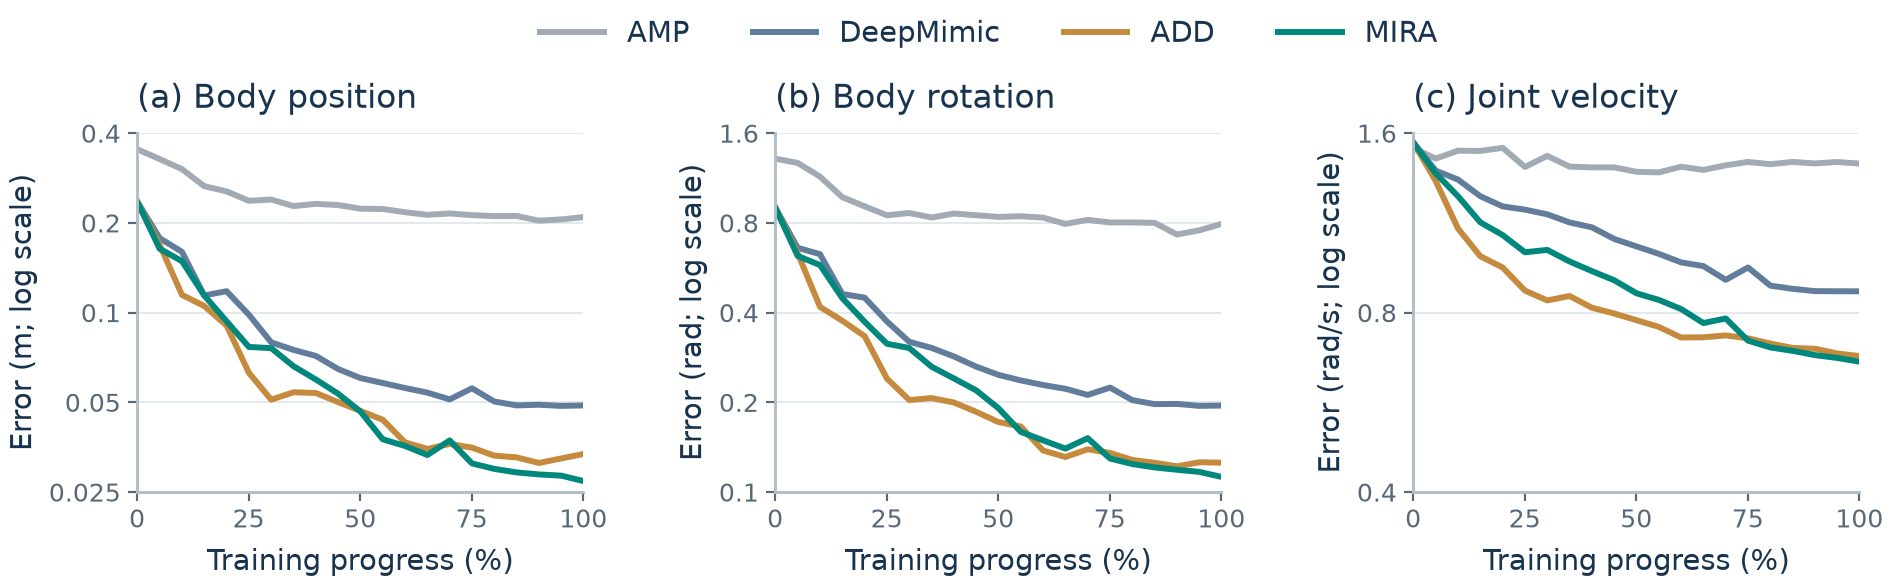 AMP DeepMimic ADD MIRA
(a) Body position
Error (m; log scale)
0.4
0.2
0.1
0.05
0.025
0 25 50 75 100
Training progress (%)
(b) Body rotation
Error (rad; log scale)
1.6
0.8
0.4
0.2
0.1
0 25 50 75 100
Training progress (%)
(c) Joint velocity
Error (rad/s; log scale)
1.6
0.8
0.4
0 25 50 75 100
Training progress (%)